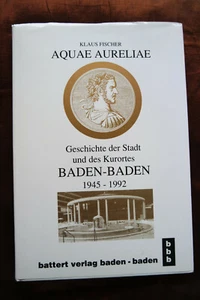 KLAUS FISCHER
AQUAE AURELIAE
Geschichte der Stadt
und des Kurortes
BADEN-BADEN
1945 - 1992
battert verlag baden - baden
b
b
b